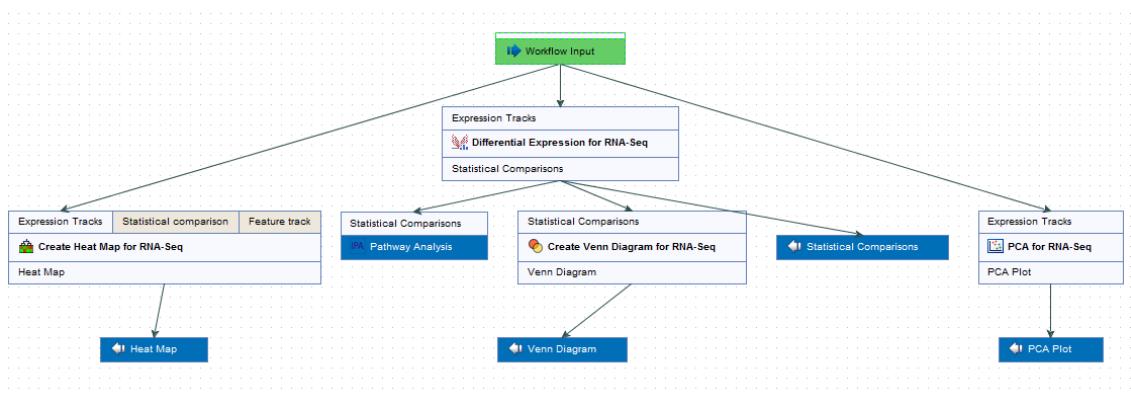 Workflow Input
Expression Tracks
Differential Expression for RNA-Seq
Statistical Comparisons
Expression Tracks Statistical comparison Feature track
Create Heat Map for RNA-Seq
Heat Map
Statistical Comparisons
IPA Pathway Analysis
Statistical Comparisons
Create Venn Diagram for RNA-Seq
Venn Diagram
Statistical Comparisons
Expression Tracks
PCA for RNA-Seq
PCA Plot
Heat Map
Venn Diagram
PCA Plot